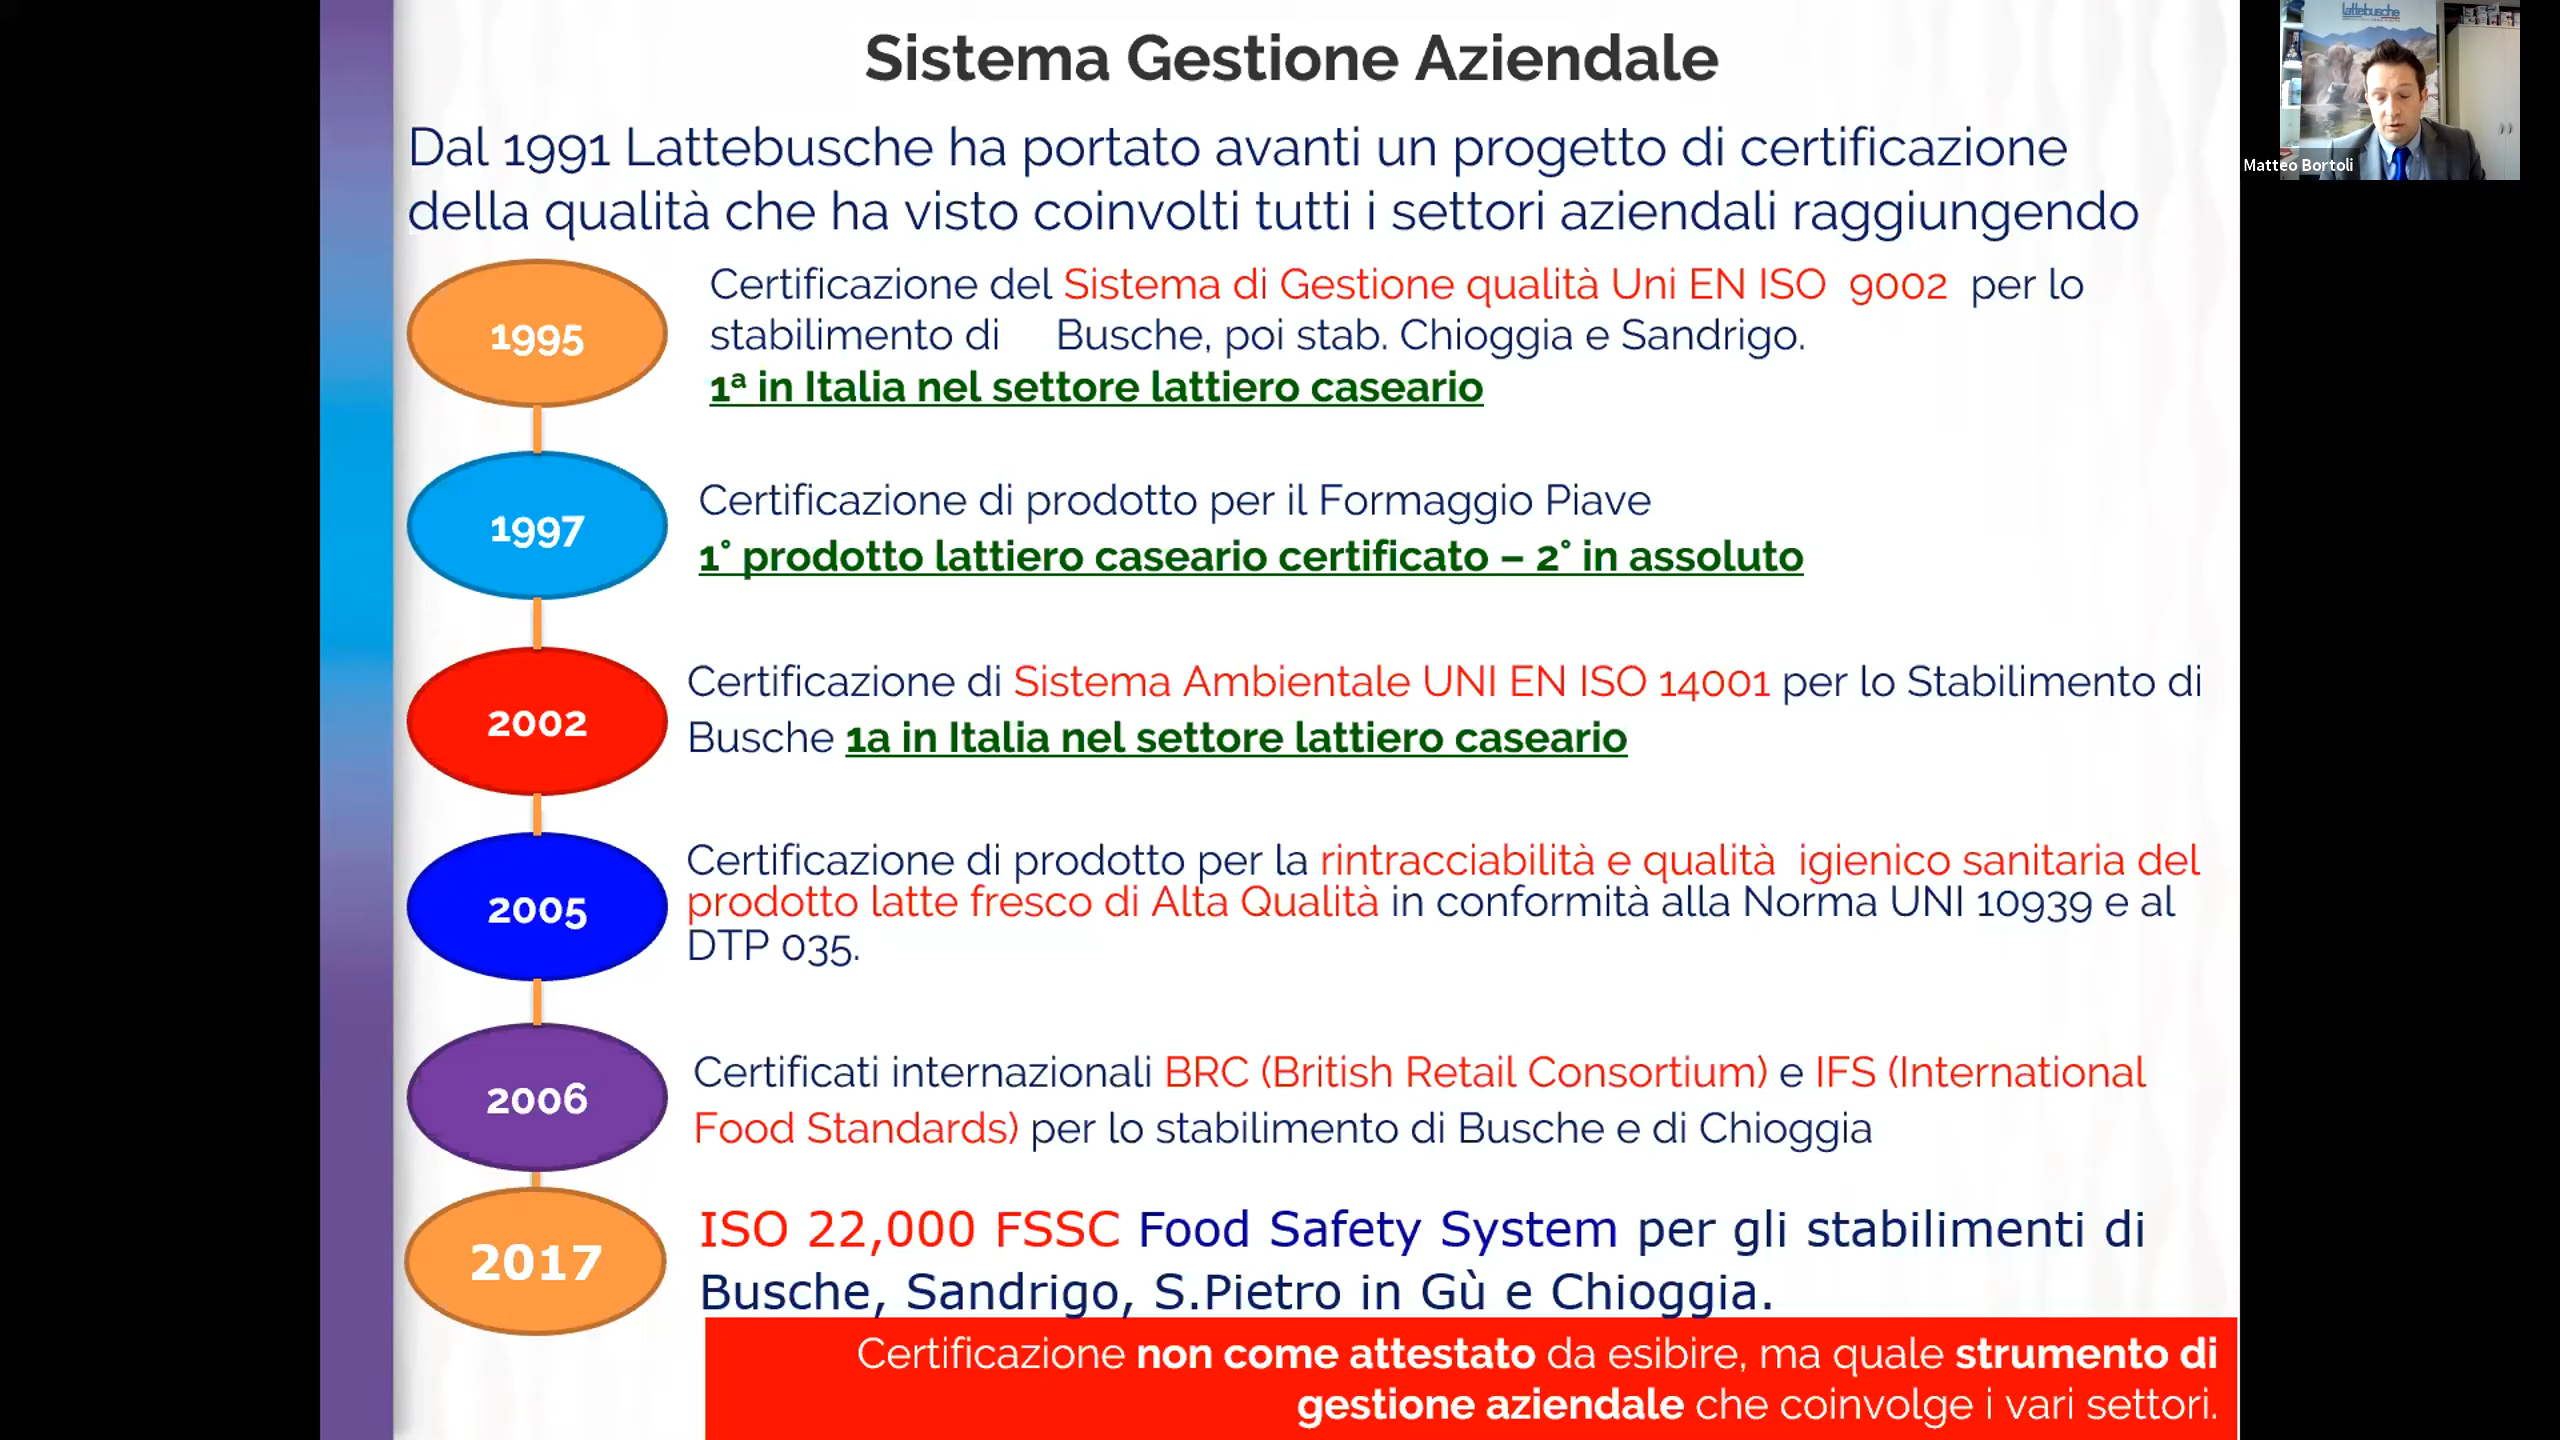 Sistema Gestione Aziendale
lattebusche
Matteo Bortoli
Dal 1991 Lattebusche ha portato avanti un progetto di certificazione
della qualità che ha visto coinvolti tutti i settori aziendali raggiungendo
1995
Certificazione del Sistema di Gestione qualità Uni EN ISO 9002 per lo
stabilimento di Busche, poi stab. Chioggia e Sandrigo.
1ª in Italia nel settore lattiero caseario
1997
Certificazione di prodotto per il Formaggio Piave
1° prodotto lattiero caseario certificato – 2° in assoluto
2002
Certificazione di Sistema Ambientale UNI EN ISO 14001 per lo Stabilimento di
Busche 1a in Italia nel settore lattiero caseario
2005
Certificazione di prodotto per la rintracciabilità e qualità igienico sanitaria del
prodotto latte fresco di Alta Qualità in conformità alla Norma UNI 10939 e al
DTP 035.
2006
Certificati internazionali BRC (British Retail Consortium) e IFS (International
Food Standards) per lo stabilimento di Busche e di Chioggia
2017
ISO 22,000 FSSC Food Safety System per gli stabilimenti di
Busche, Sandrigo, S.Pietro in Gù e Chioggia.
Certificazione non come attestato da esibire, ma quale strumento di
gestione aziendale che coinvolge i vari settori.